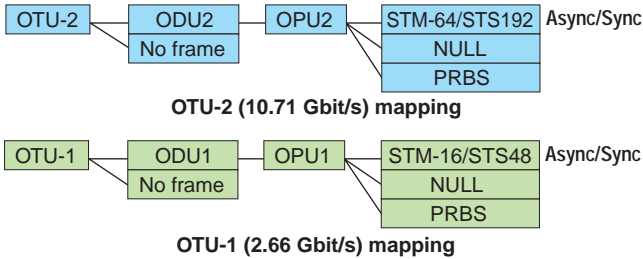 OTU-2 ODU2 OPU2 STM-64/STS192 Async/Sync
No frame NULL
PRBS
OTU-2 (10.71 Gbit/s) mapping
OTU-1 ODU1 OPU1 STM-16/STS48 Async/Sync
No frame NULL
PRBS
OTU-1 (2.66 Gbit/s) mapping